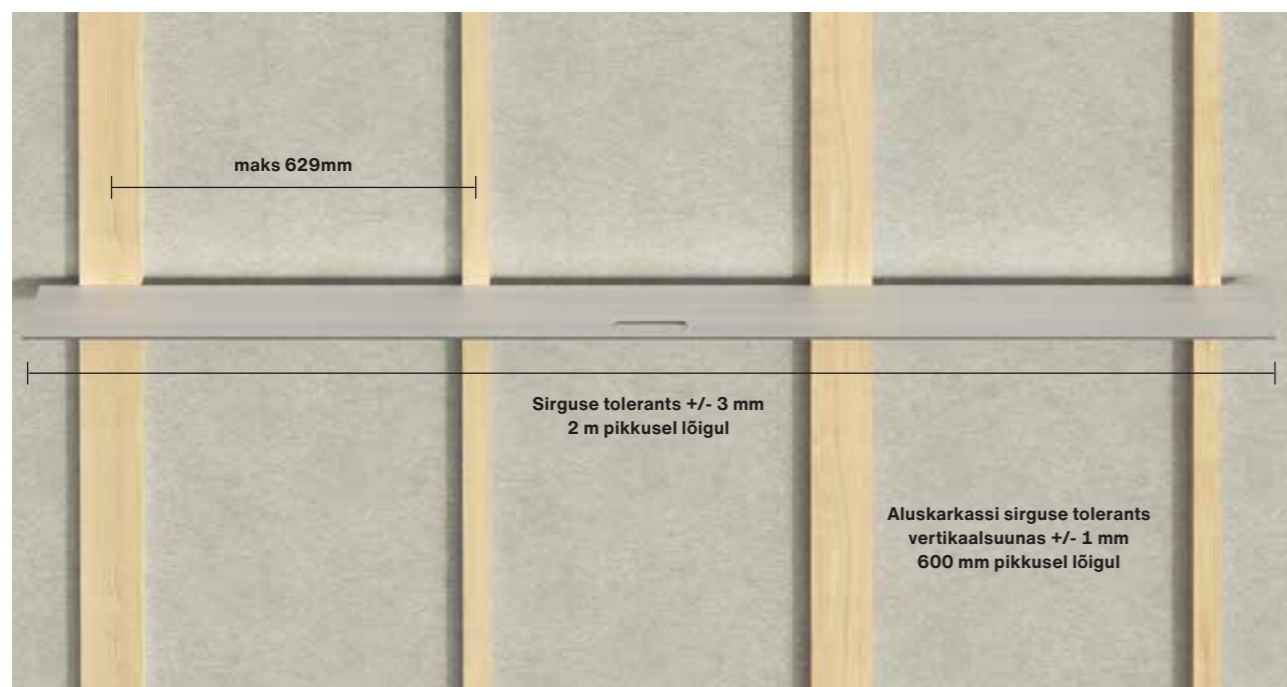 maks 629mm
Sirguse tolerants +/- 3 mm
2 m pikkusel lõigul
Aluskarkassi sirguse tolerants
vertikaalsuunas +/- 1 mm
600 mm pikkusel lõigul